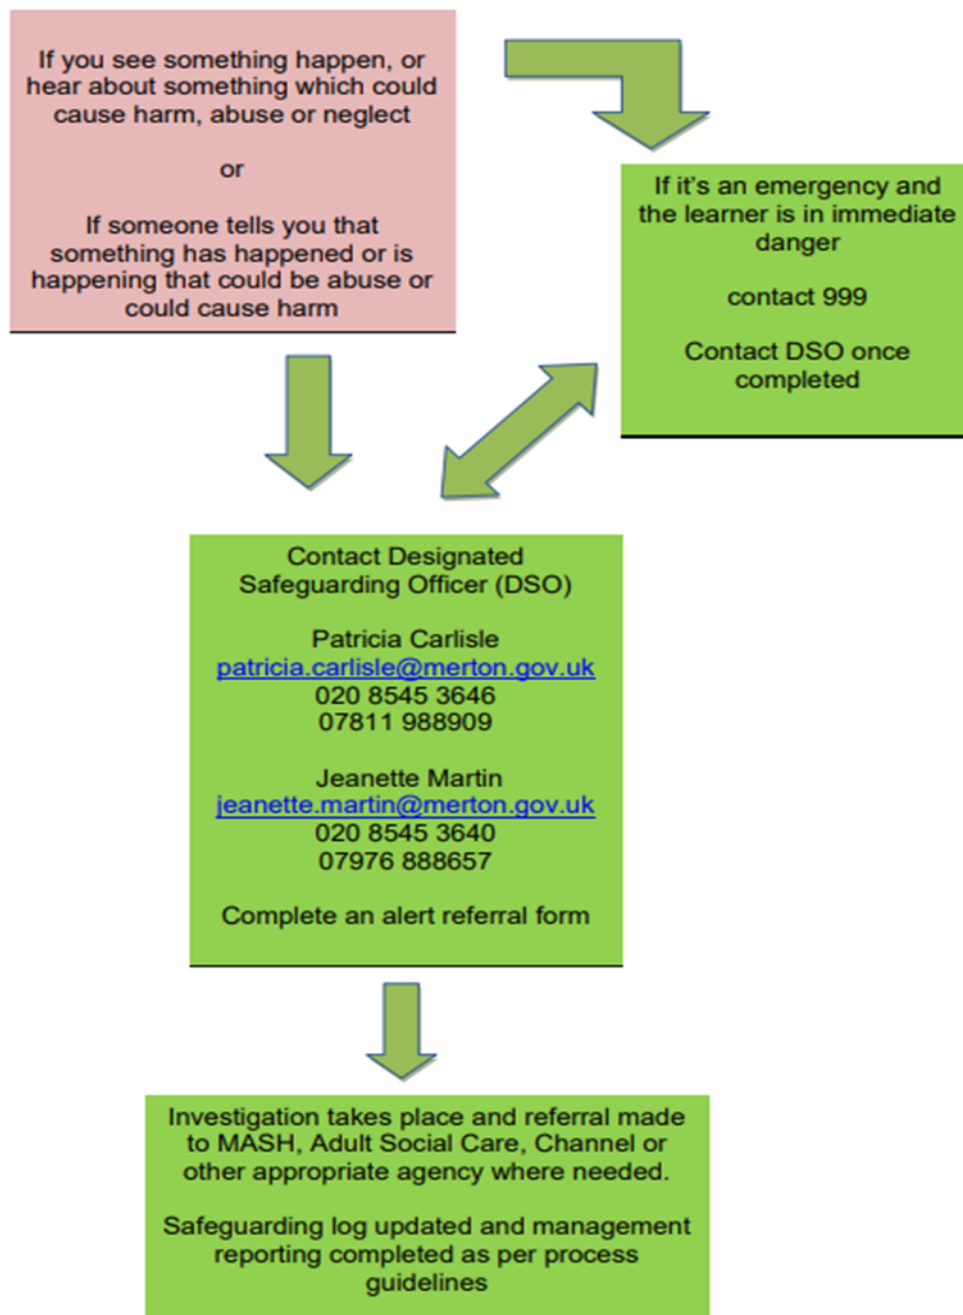 If you see something happen, or
hear about something which could
cause harm, abuse or neglect
or
If someone tells you that
something has happened or is
happening that could be abuse or
could cause harm
If it's an emergency and
the learner is in immediate
danger
contact 999
Contact DSO once
completed
Contact Designated
Safeguarding Officer (DSO)
Patricia Carlisle
patricia.carlisle@merton.gov.uk
020 8545 3646
07811 988909
Jeanette Martin
jeanette.martin@merton.gov.uk
020 8545 3640
07976 888657
Complete an alert referral form
Investigation takes place and referral made
to MASH, Adult Social Care, Channel or
other appropriate agency where needed.
Safeguarding log updated and management
reporting completed as per process
guidelines